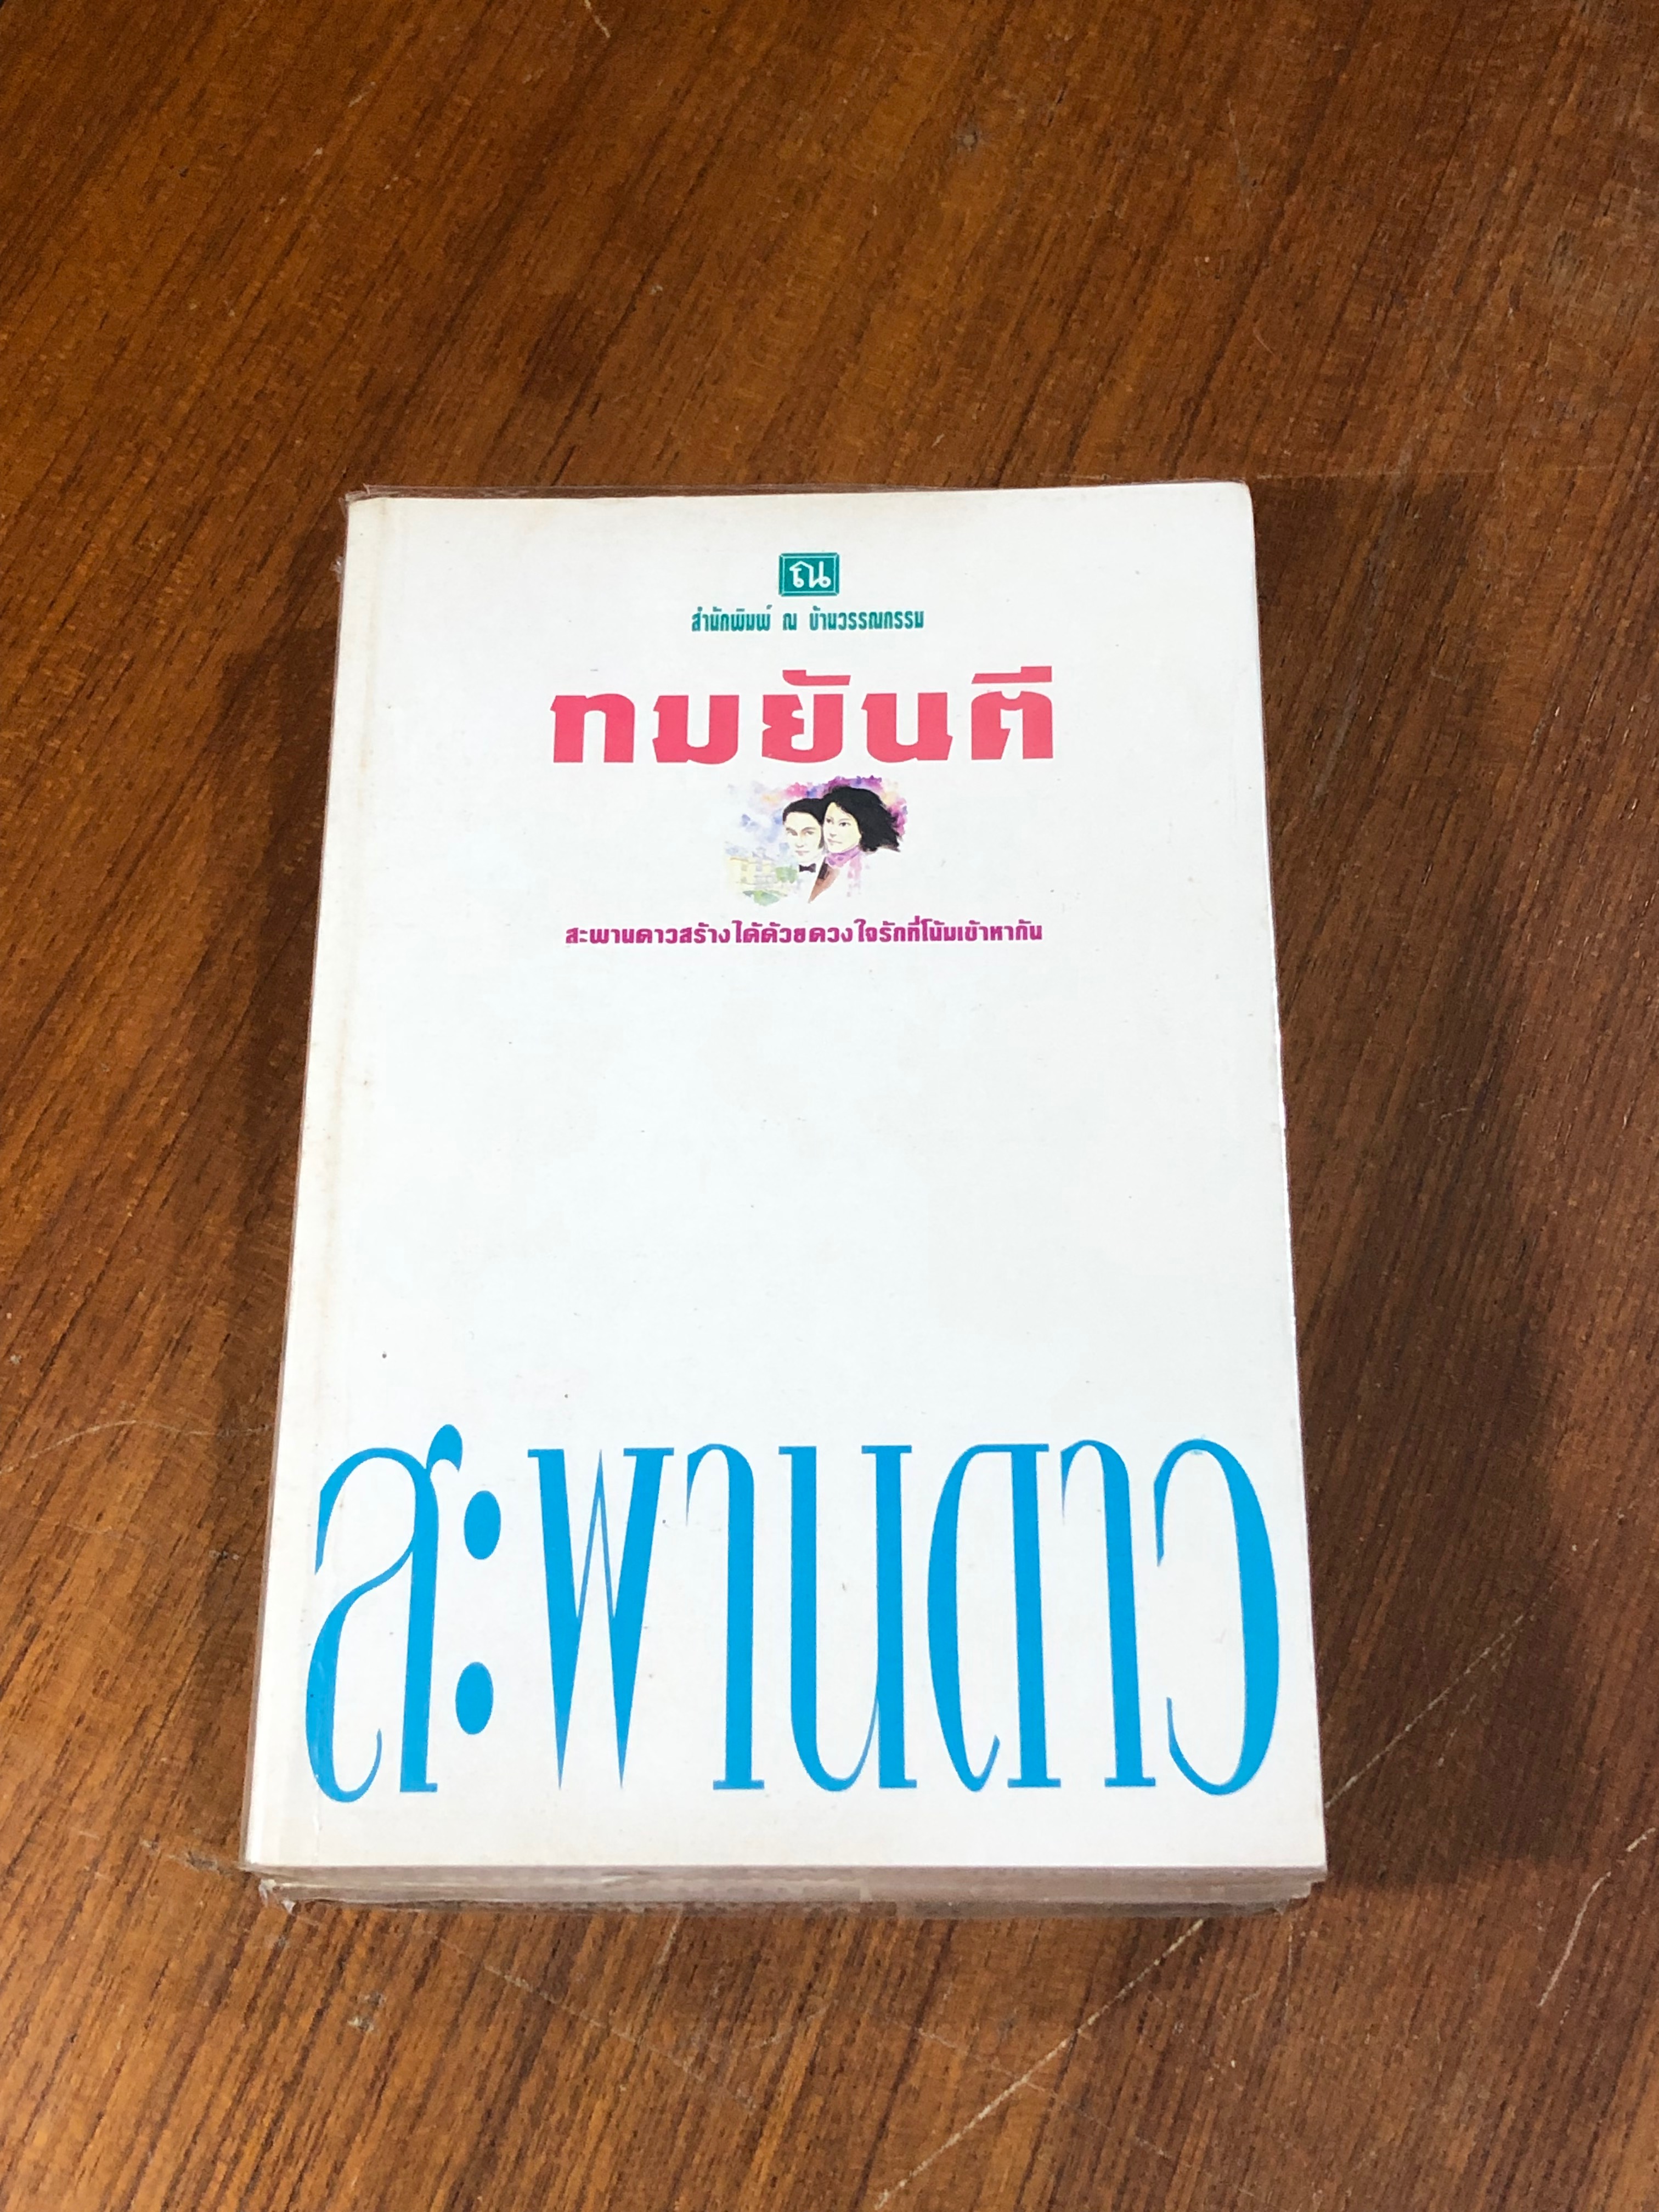 ณ
สำนักพิมพ์ ณ บ้านวรรณกรรม
ทมยันตี
สะพานดาวสร้างได้ด้วยดวงใจรักที่โน้มเข้าหากัน
สะพานดาว